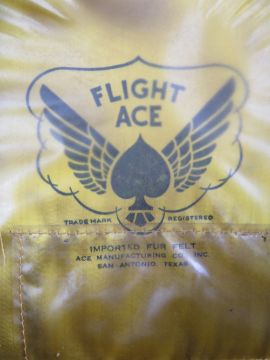 FLIGHT
ACE
TRADE MARK REGISTERED
IMPORTED FUR FELT
ACE MANUFACTURING CO. INC.
SAN ANTONIO, TEXAS